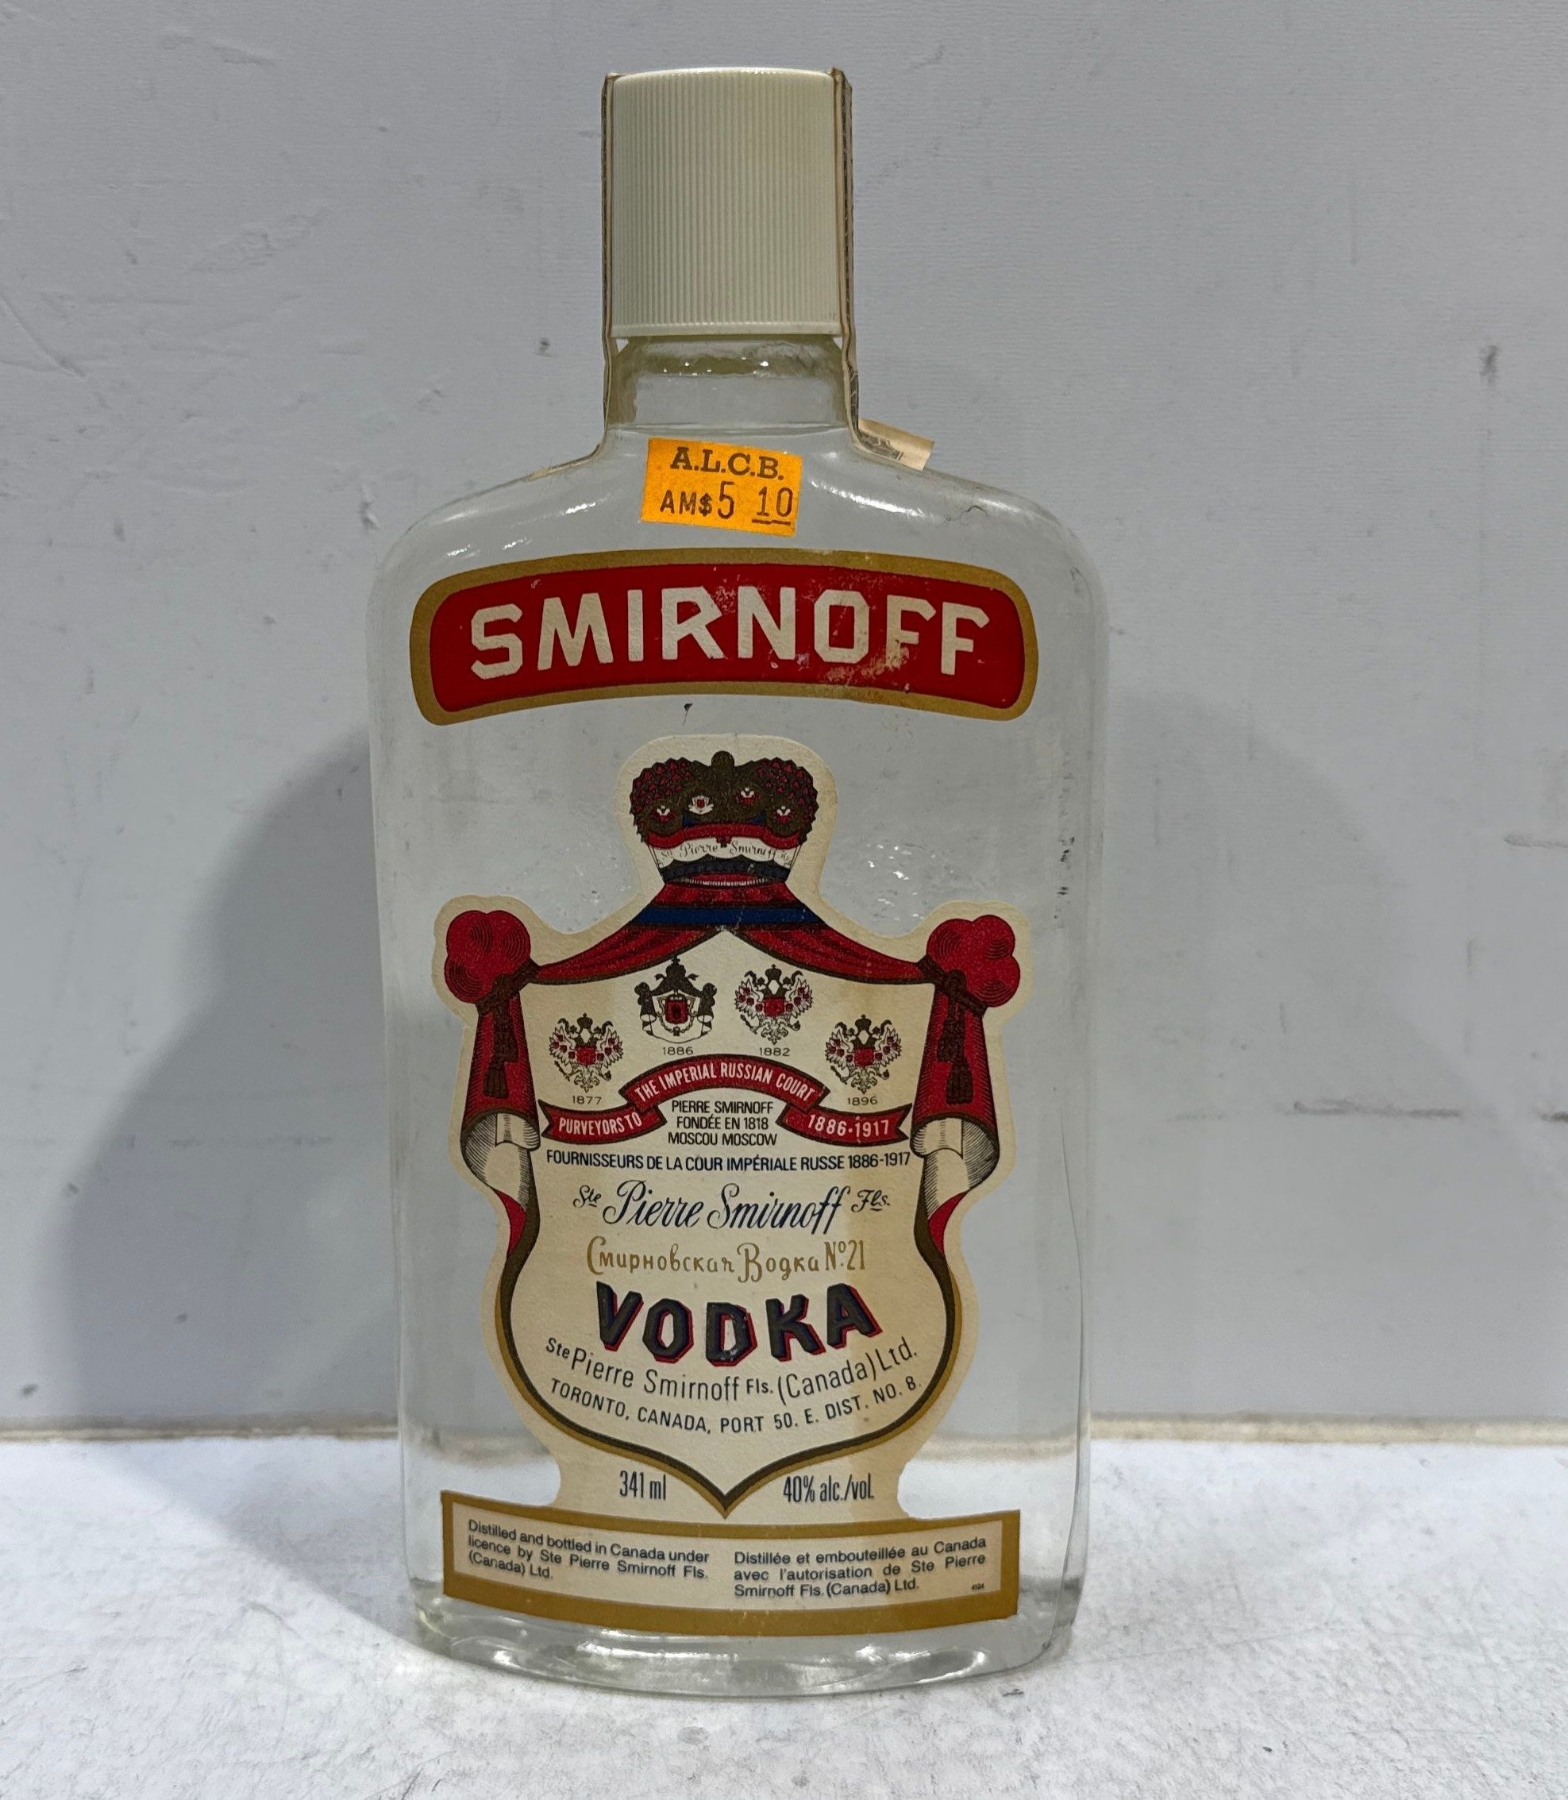 A.L.C.B.
AM$5 10
SMIRNOFF
Ste Pierre Smirnoff Fls
1886 1882
1877 1896
THE IMPERIAL RUSSIAN COURT
PURVEYORS TO 1886-1917
PIERRE SMIRNOFF
FONDÉE EN 1818
MOSCOU MOSCOW
FOURNISSEURS DE LA COUR IMPÉRIALE RUSSE 1886-1917
Ste Pierre Smirnoff Fls.
Смирновская Водка №21
VODKA
Ste Pierre Smirnoff Fls. (Canada) Ltd.
TORONTO, CANADA, PORT 50. E. DIST. NO. 8.
341 ml 40% alc./vol.
Distilled and bottled in Canada under
licence by Ste Pierre Smirnoff Fls.
(Canada) Ltd.
Distillée et embouteillée au Canada
avec l'autorisation de Ste Pierre
Smirnoff Fls. (Canada) Ltd.